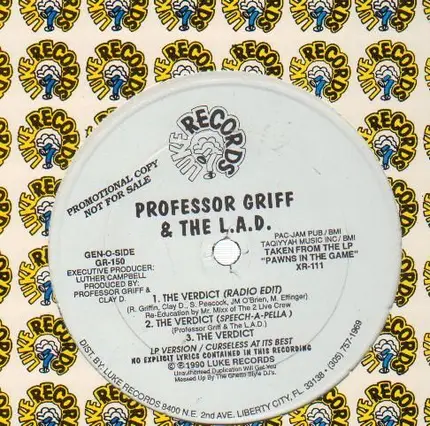 LUKE RECORDS
PROMOTIONAL COPY
NOT FOR SALE
PROFESSOR GRIFF
& THE L.A.D.
GEN-O-SIDE
GR-150
EXECUTIVE PRODUCER:
LUTHER CAMPBELL
PRODUCED BY:
PROFESSOR GRIFF &
CLAY D.
PAC-JAM PUB / BMI
TAQIYYAH MUSIC INC / BMI
TAKEN FROM THE LP
"PAWNS IN THE GAME"
XR-111
1. THE VERDICT (RADIO EDIT)
(R. Griffin, Clay D., S. Peacock, JM O'Brien, M. Effinger)
Re-Education by Mr. Mixx of The 2 Live Crew
2. THE VERDICT (SPEECH-A-PELLA)
(Professor Griff & The L.A.D.)
3. THE VERDICT
LP VERSION / CURSELESS AT ITS BEST
NO EXPLICIT LYRICS CONTAINED IN THIS RECORDING
© ℗ 1990 LUKE RECORDS
Unauthorized Duplication Will Get You
Messed Up By The Ghetto Style DJ's.
DIST. BY: LUKE RECORDS 8400 N.E. 2nd AVE. LIBERTY CITY, FL 33138 • (305) 757-1969